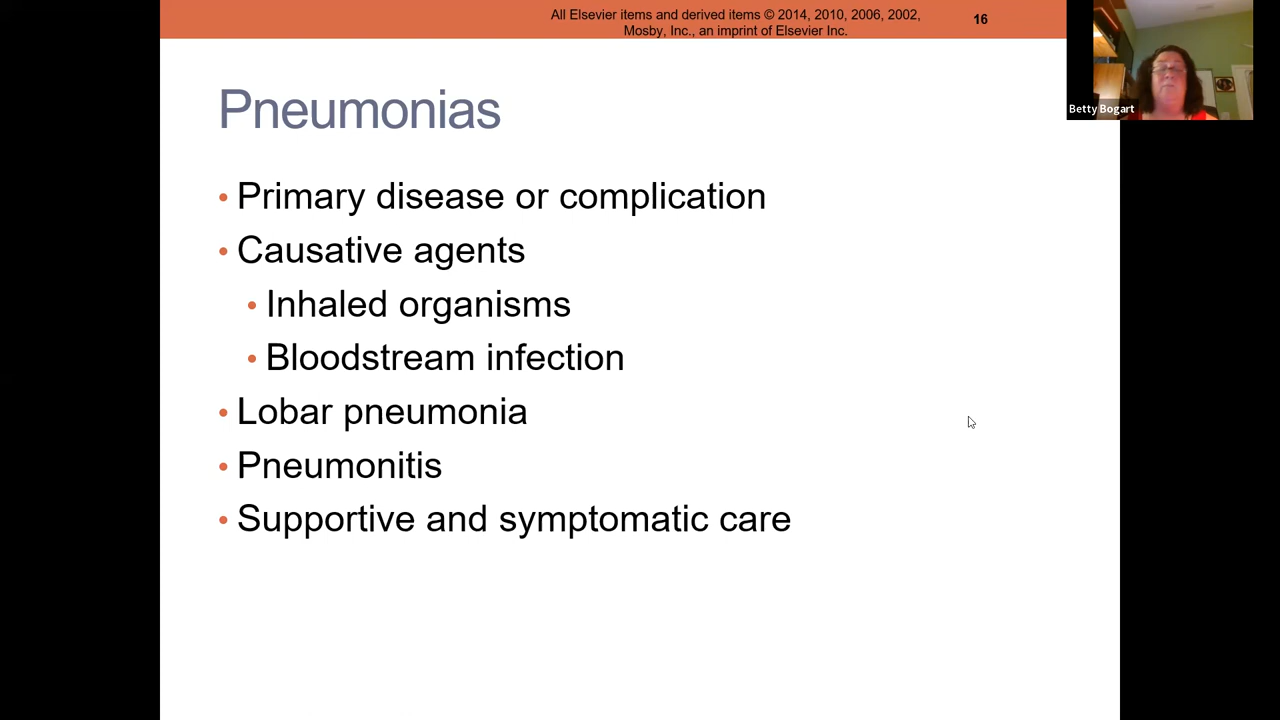 All Elsevier items and derived items © 2014, 2010, 2006, 2002,
Mosby, Inc., an imprint of Elsevier Inc.
16
Betty Bogart
Pneumonias
• Primary disease or complication
• Causative agents
• Inhaled organisms
• Bloodstream infection
• Lobar pneumonia
• Pneumonitis
• Supportive and symptomatic care